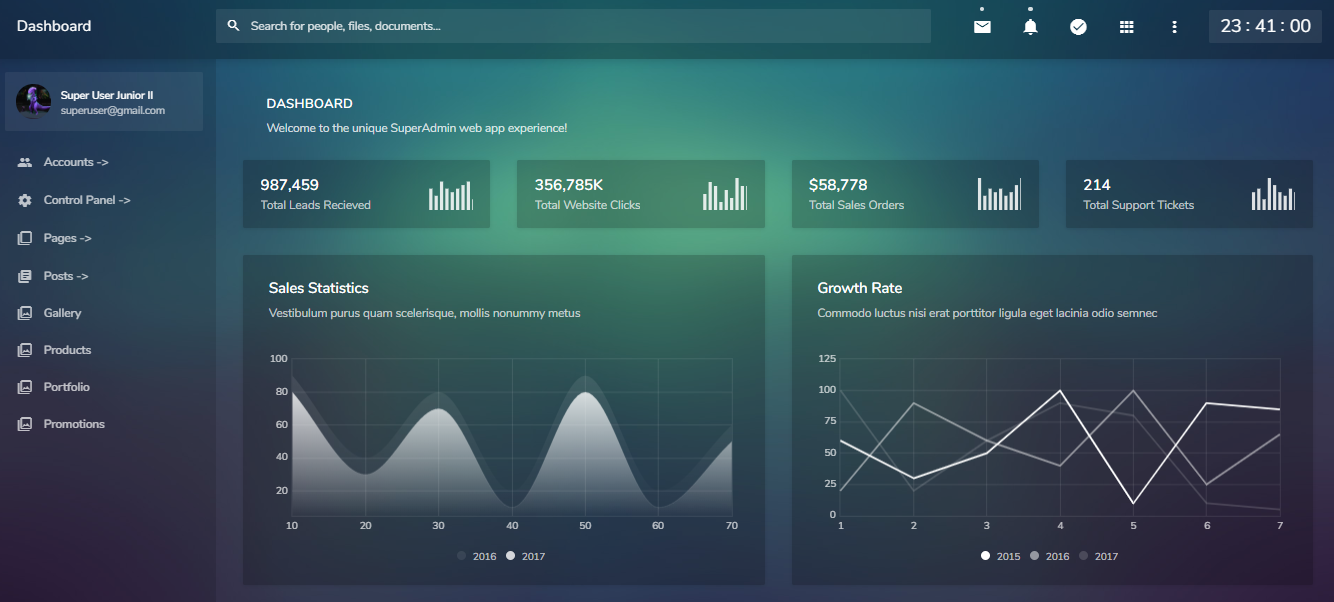 Dashboard
Search for people, files, documents...
23 : 41 : 00
Super User Junior II
superuser@gmail.com
Accounts ->
Control Panel ->
Pages ->
Posts ->
Gallery
Products
Portfolio
Promotions
DASHBOARD
Welcome to the unique SuperAdmin web app experience!
987,459
Total Leads Recieved
356,785K
Total Website Clicks
$58,778
Total Sales Orders
214
Total Support Tickets
Sales Statistics
Vestibulum purus quam scelerisque, mollis nonummy metus
100
80
60
40
20
10 20 30 40 50 60 70
2016 2017
Growth Rate
Commodo luctus nisi erat porttitor ligula eget lacinia odio semnec
125
100
75
50
25
0
1 2 3 4 5 6 7
2015 2016 2017